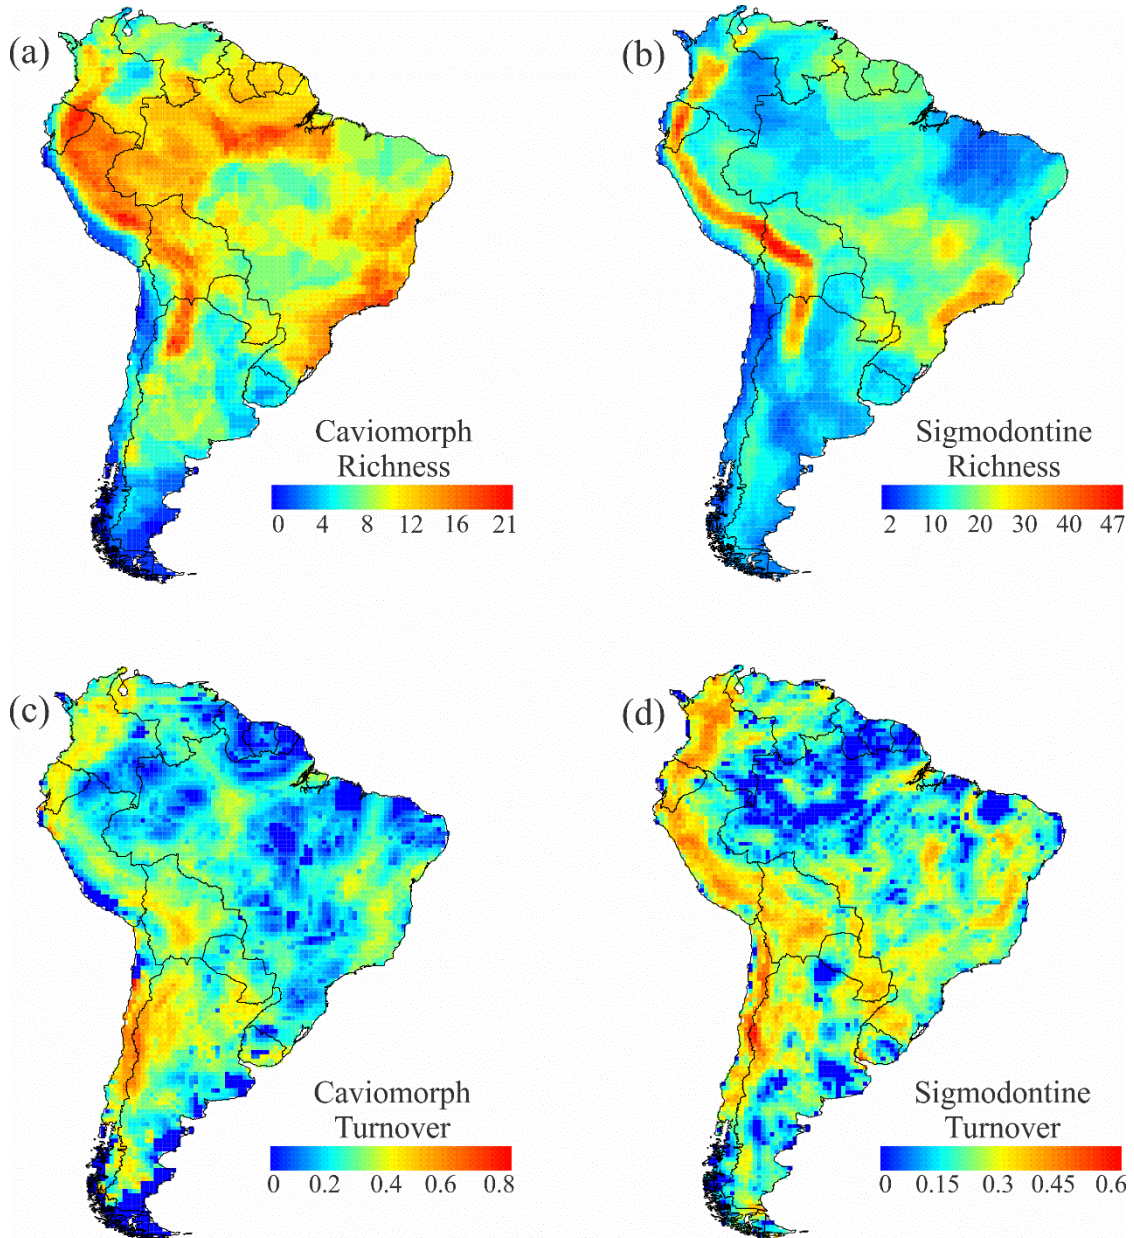 (a)
Caviomorph
Richness
0 4 8 12 16 21
(b)
Sigmodontine
Richness
2 10 20 30 40 47
(c)
Caviomorph
Turnover
0 0.2 0.4 0.6 0.8
(d)
Sigmodontine
Turnover
0 0.15 0.3 0.45 0.6